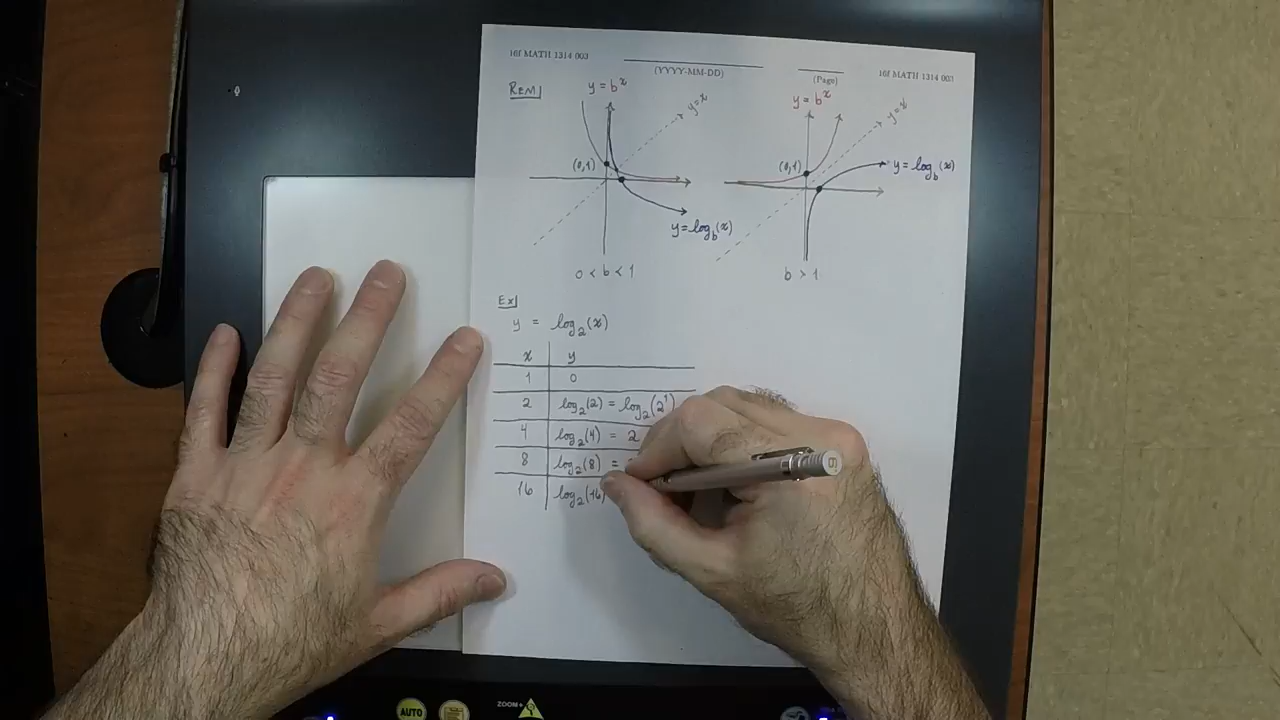 16f MATH 1314 003
(YYYY-MM-DD)
(Page)
16f MATH 1314 003
REM
y = b^x
y=x
(0,1)
y=log_b(x)
0 < b < 1
y = b^x
y=x
(0,1)
y=log_b(x)
b > 1
Ex
y = log_2(x)
x y
1 0
2 log_2(2) = log_2(2^1)
4 log_2(4) = 2
8 log_2(8) =
16 log_2(16)
AUTO
ZOOM+